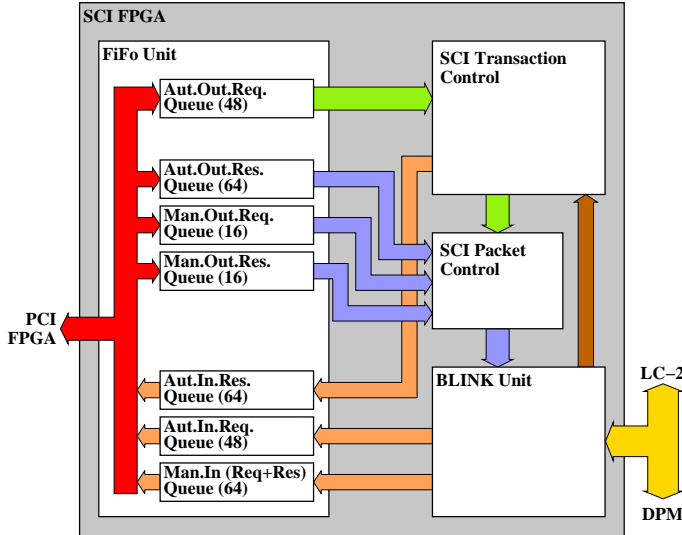 SCI FPGA
FiFo Unit
Aut.Out.Req.
Queue (48)
Aut.Out.Res.
Queue (64)
Man.Out.Req.
Queue (16)
Man.Out.Res.
Queue (16)
Aut.In.Res.
Queue (64)
Aut.In.Req.
Queue (48)
Man.In (Req+Res)
Queue (64)
PCI
FPGA
SCI Transaction
Control
SCI Packet
Control
BLINK Unit
LC−2
DPM